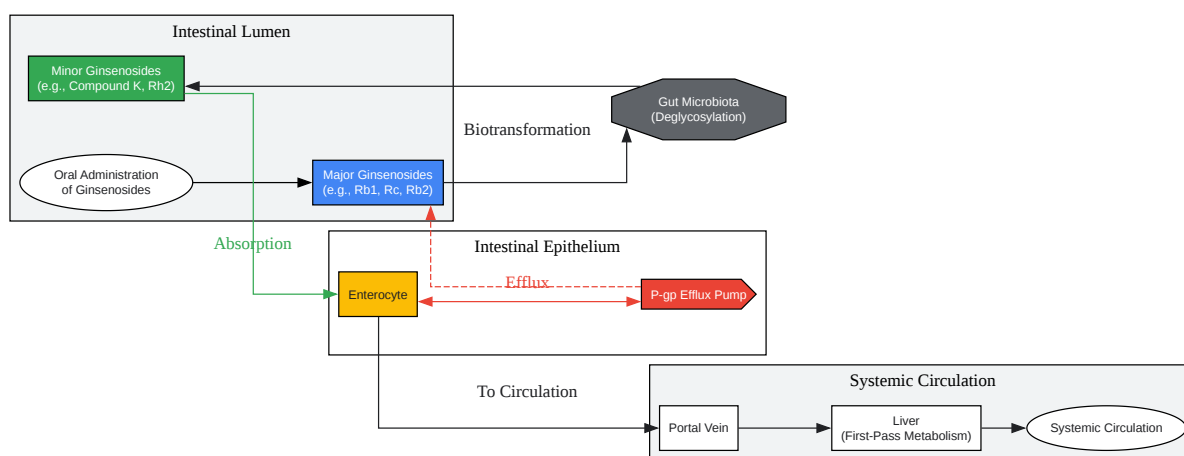 Intestinal Lumen
Minor Ginsenosides
(e.g., Compound K, Rh2)
Gut Microbiota
(Deglycosylation)
Biotransformation
Oral Administration
of Ginsenosides
Major Ginsenosides
(e.g., Rb1, Rc, Rb2)
Absorption
Intestinal Epithelium
Efflux
Enterocyte
P-gp Efflux Pump
To Circulation
Systemic Circulation
Portal Vein
Liver
(First-Pass Metabolism)
Systemic Circulation